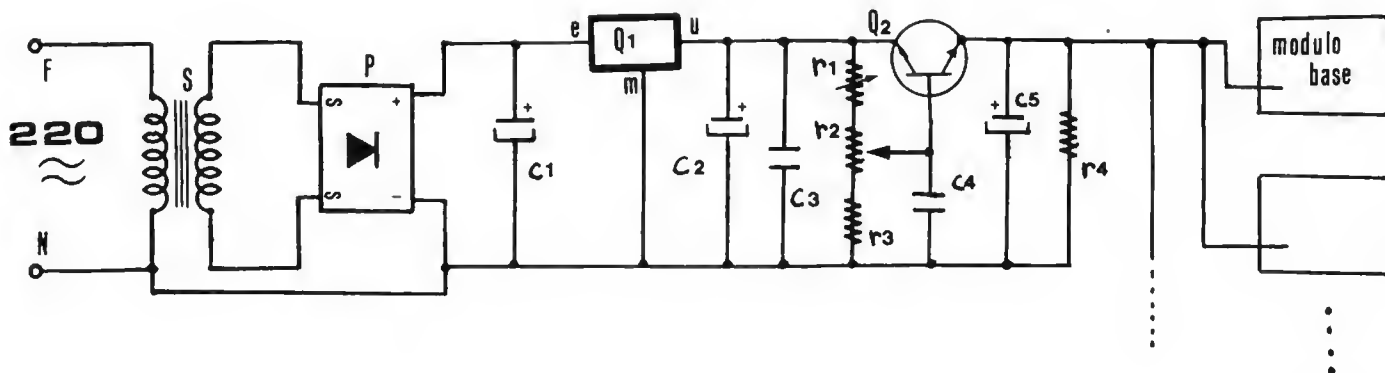 F
220
N
S
P
S
+
S
-
+
C1
e
Q1
u
m
+
C2
C3
r1
r2
r3
Q2
C4
+
C5
r4
modulo
base